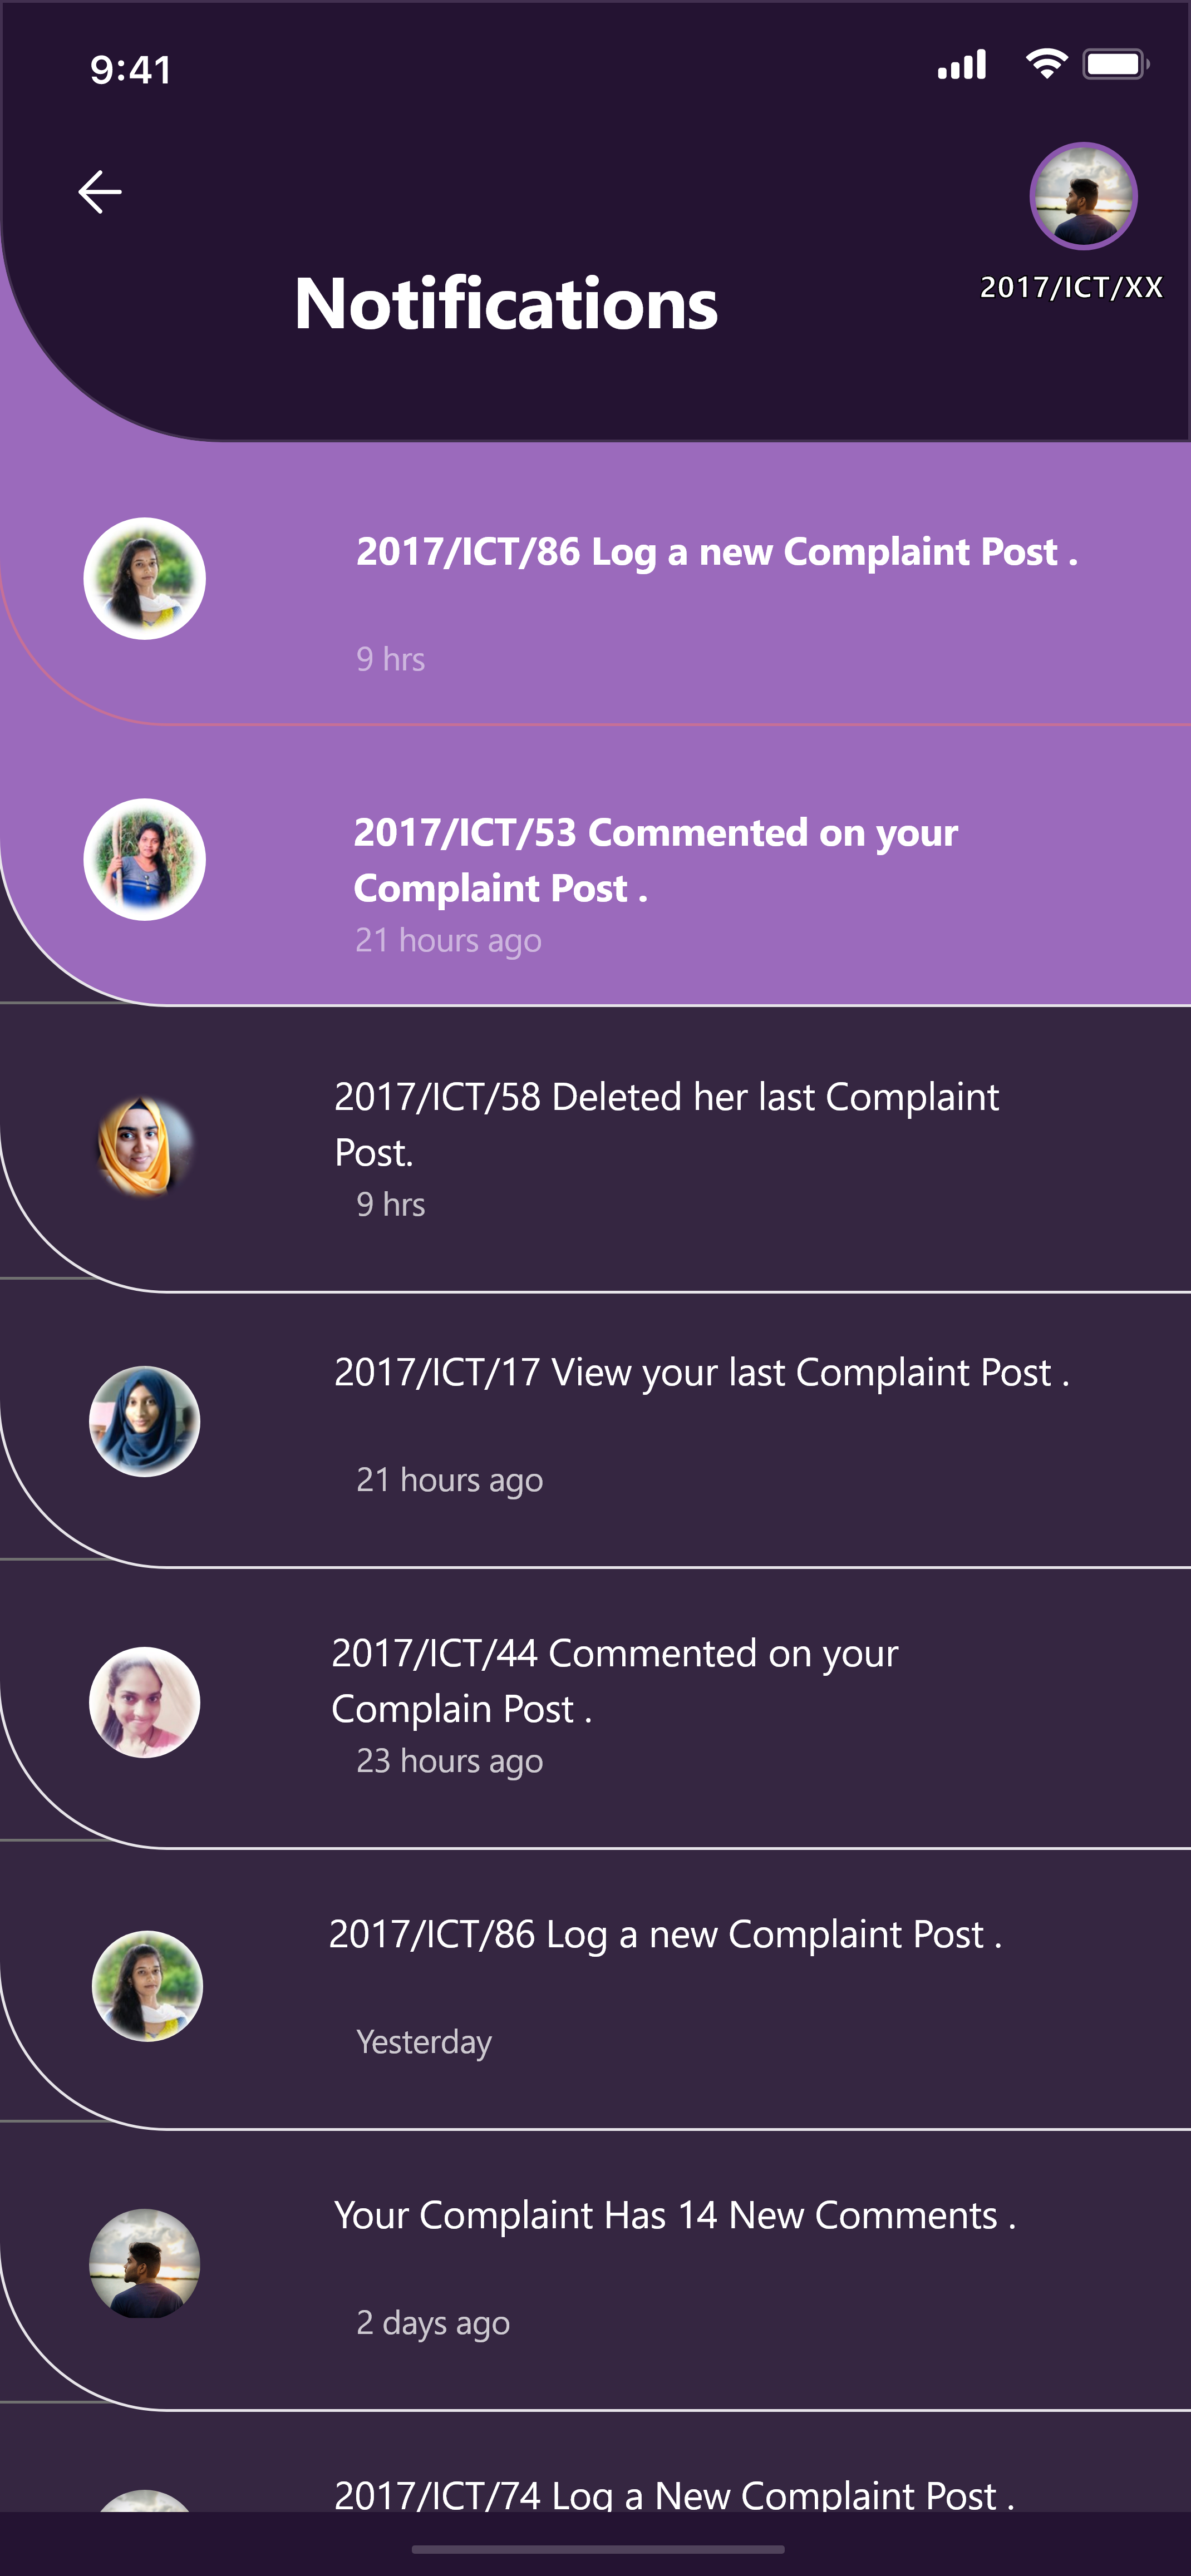 9:41
2017/ICT/XX
Notifications
2017/ICT/86 Log a new Complaint Post .
9 hrs
2017/ICT/53 Commented on your
Complaint Post .
21 hours ago
2017/ICT/58 Deleted her last Complaint
Post.
9 hrs
2017/ICT/17 View your last Complaint Post .
21 hours ago
2017/ICT/44 Commented on your
Complain Post .
23 hours ago
2017/ICT/86 Log a new Complaint Post .
Yesterday
Your Complaint Has 14 New Comments .
2 days ago
2017/ICT/74 Log a New Complaint Post .